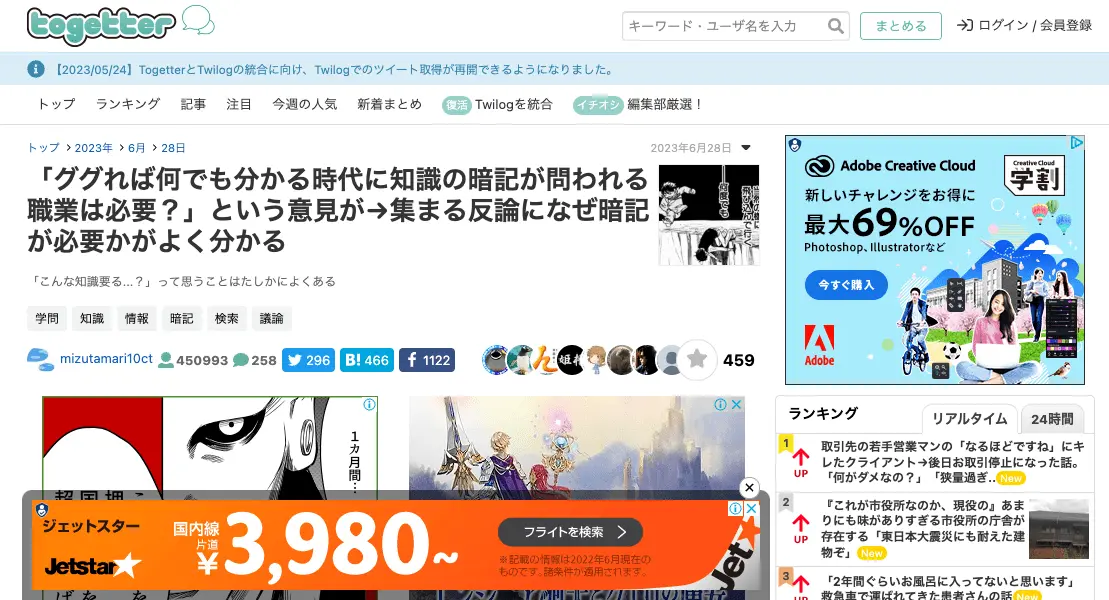 togetter
キーワード・ユーザ名を入力
まとめる
ログイン / 会員登録
【2023/05/24】TogetterとTwilogの統合に向け、Twilogでのツイート取得が再開できるようになりました。
トップ ランキング 記事 注目 今週の人気 新着まとめ 復活 Twilogを統合 イチオシ 編集部厳選！
トップ 2023年 6月 28日
2023年6月28日
「ググれば何でも分かる時代に知識の暗記が問われる
職業は必要？」という意見が→集まる反論になぜ暗記
が必要かがよく分かる
「こんな知識要る...？」って思うことはたしかによくある
学問 知識 情報 暗記 検索 議論
mizutamari10ct 450993 258 296 B! 466 1122
459
何度でも
飛んで行く
1カ月間…
ジェットスター
Jetstar
国内線
片道
¥3,980~
フライトを検索
※記載の情報は2022年6月現在の
ものです。諸条件が適用されます。
Jet
Adobe Creative Cloud
Creative Cloud
学割
新しいチャレンジをお得に
最大69%OFF
Photoshop、Illustratorなど
今すぐ購入
Adobe
ランキング
リアルタイム
24時間
1
UP
取引先の若手営業マンの「なるほどですね」にキ
レたクライアント→後日お取引停止になった話。
「何がダメなの？」「狭量過ぎ.. New
2
UP
『これが市役所なのか、現役の』あま
りにも味がありすぎる市役所の庁舎が
存在する「東日本大震災にも耐えた建
物ぞ」 New
3
UP
「2年間ぐらいお風呂に入ってないと思います」
救急車で運ばれてきた患者さんの話 New